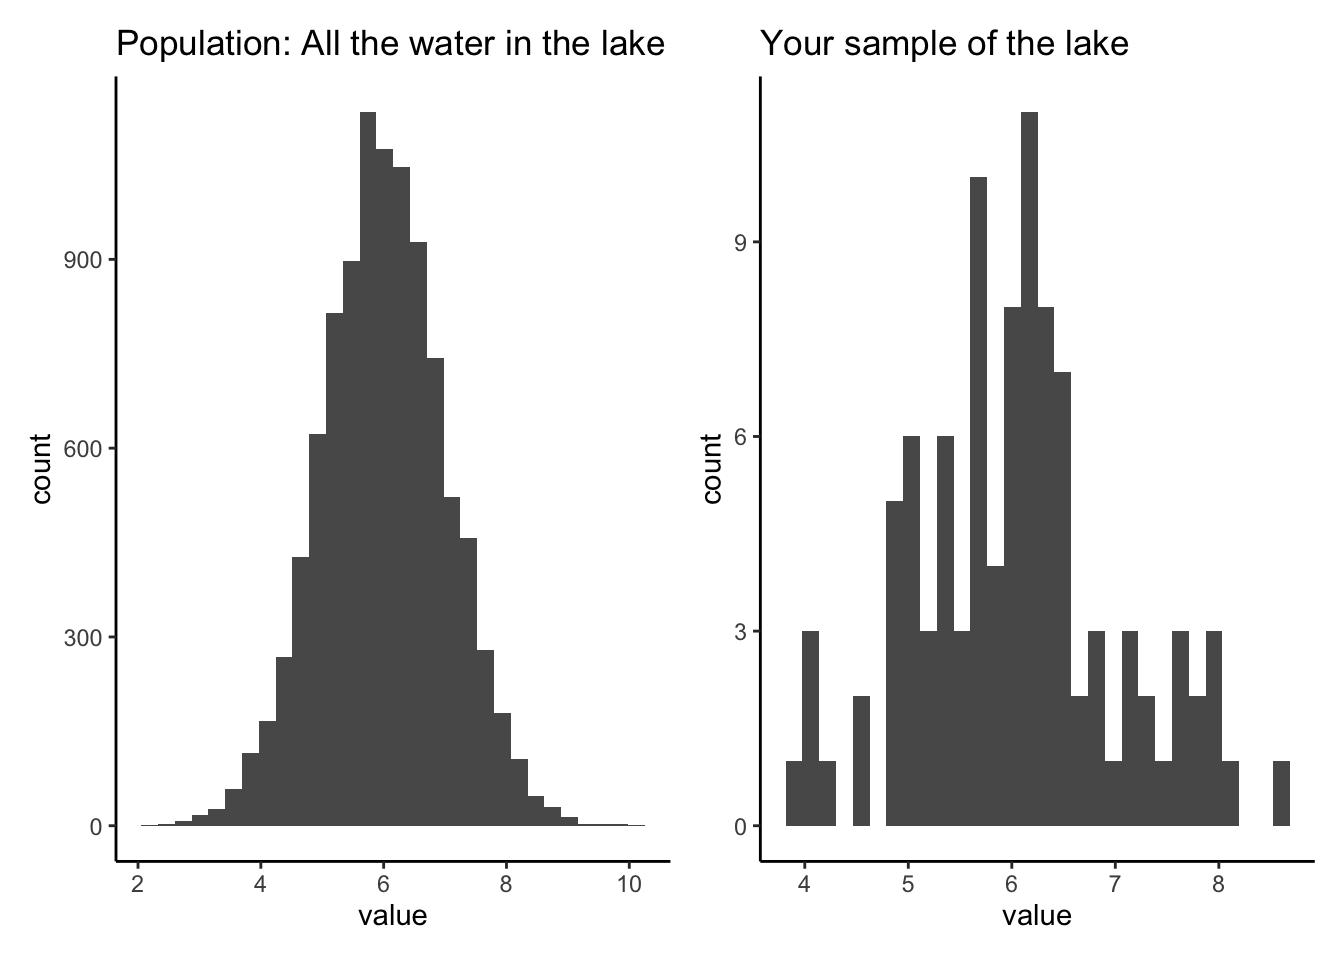 Population: All the water in the lake
count
900
600
300
0
2 4 6 8 10
value
Your sample of the lake
count
9
6
3
0
4 5 6 7 8
value